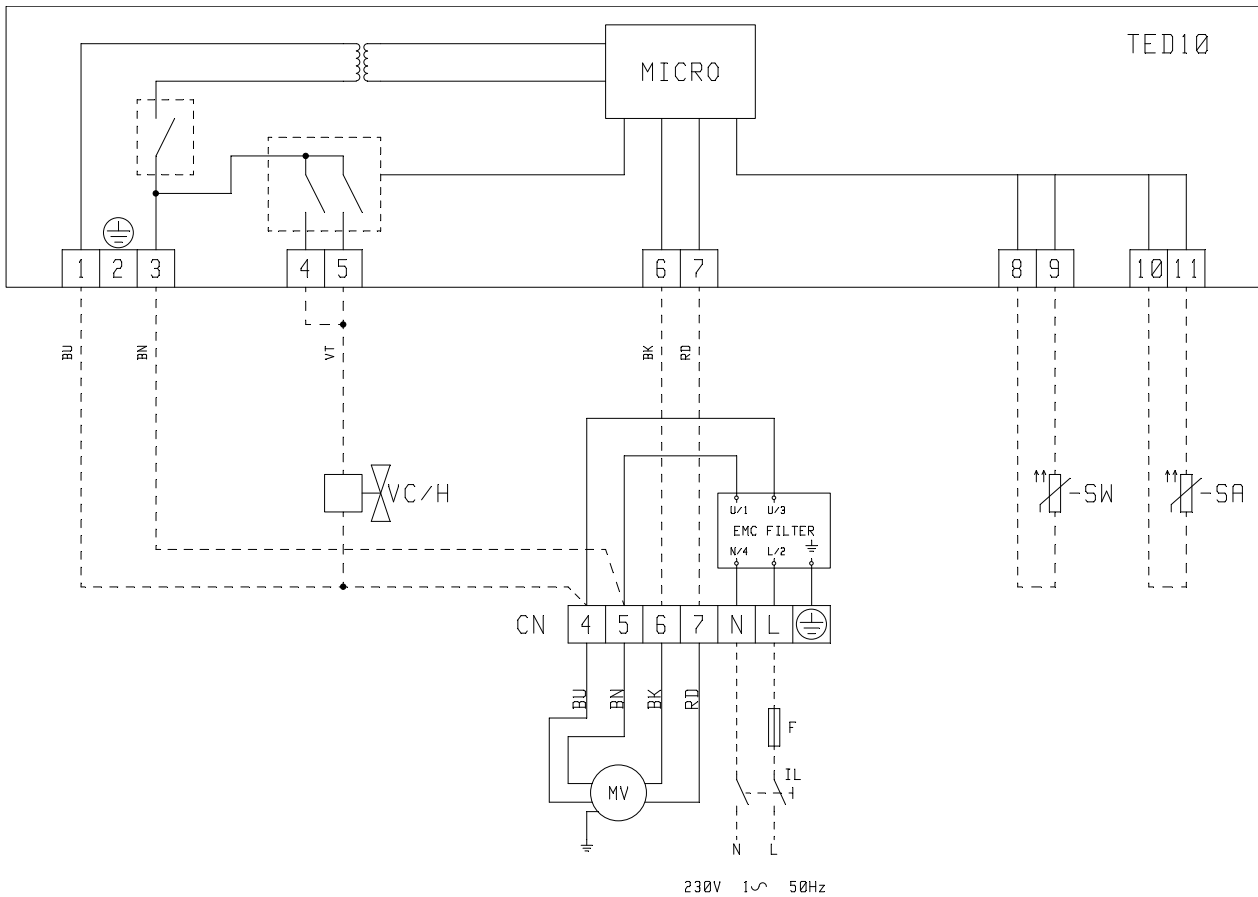 TED10
MICRO
1 2 3 4 5 6 7 8 9 10 11
BU BN VT BK RD
VC/H
-SW
-SA
U/1 U/3
EMC FILTER
N/4 L/2
CN 4 5 6 7 N L
BU BN BK RD
F
IL
MV
N L
230V 1~ 50Hz